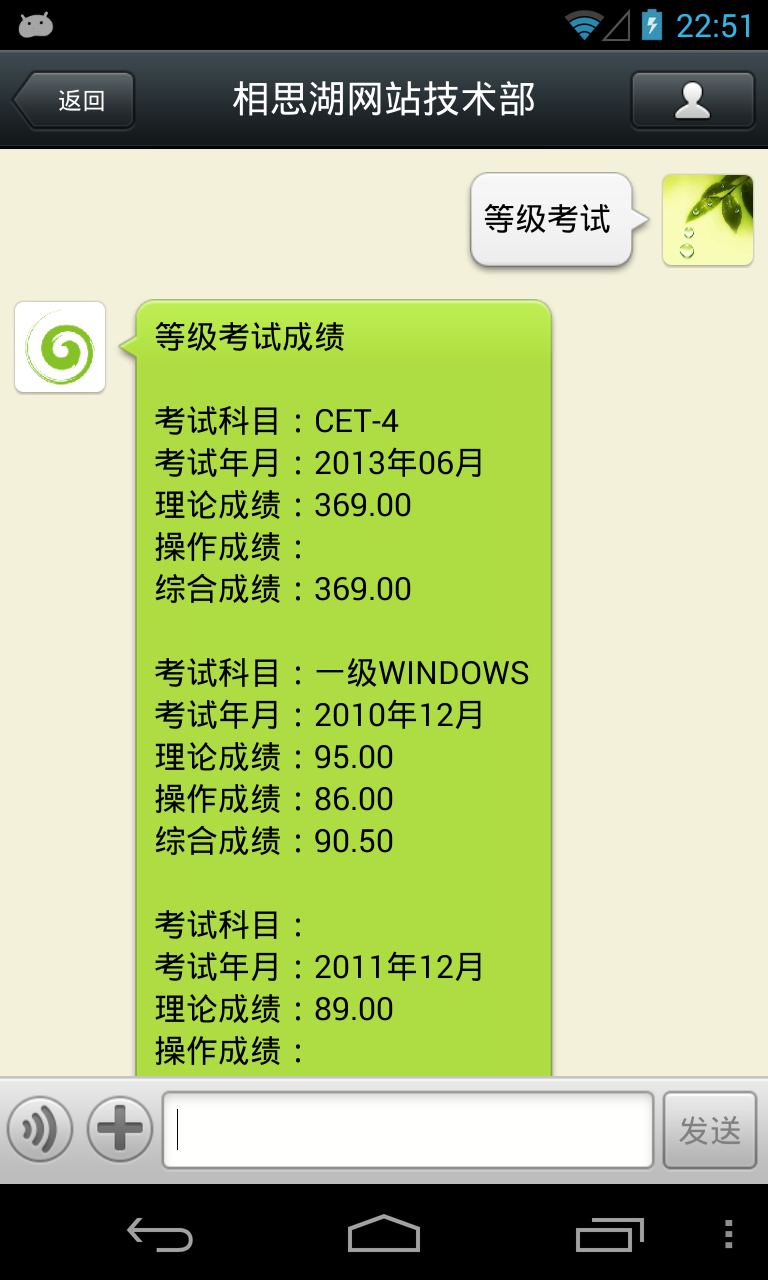 22:51
返回
相思湖网站技术部
等级考试
等级考试成绩
考试科目：CET-4
考试年月：2013年06月
理论成绩：369.00
操作成绩：
综合成绩：369.00
考试科目：一级WINDOWS
考试年月：2010年12月
理论成绩：95.00
操作成绩：86.00
综合成绩：90.50
考试科目：
考试年月：2011年12月
理论成绩：89.00
操作成绩：
发送